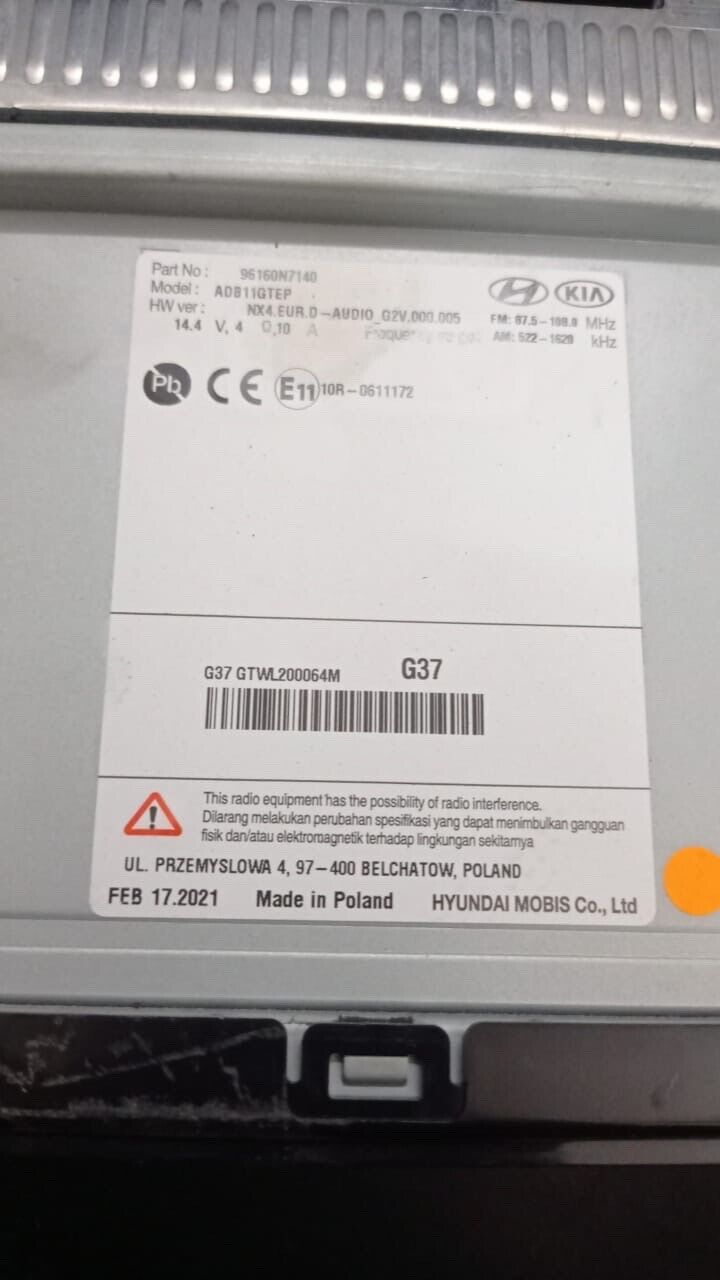 Part No : 96160N7140
Model : ADB11GTEP
HW ver : NX4.EUR.D-AUDIO_G2V.000.005
14.4 V, 4 0,10 A
KIA
FM: 87.5-108.0 MHz
AM: 522-1620 kHz
Pb CE E11 10R-0611172
G37 GTWL200064M G37
This radio equipment has the possibility of radio interference.
Dilarang melakukan perubahan spesifikasi yang dapat menimbulkan gangguan
fisik dan/atau elektromagnetik terhadap lingkungan sekitarnya
UL. PRZEMYSLOWA 4, 97-400 BELCHATOW, POLAND
FEB 17.2021 Made in Poland HYUNDAI MOBIS Co., Ltd